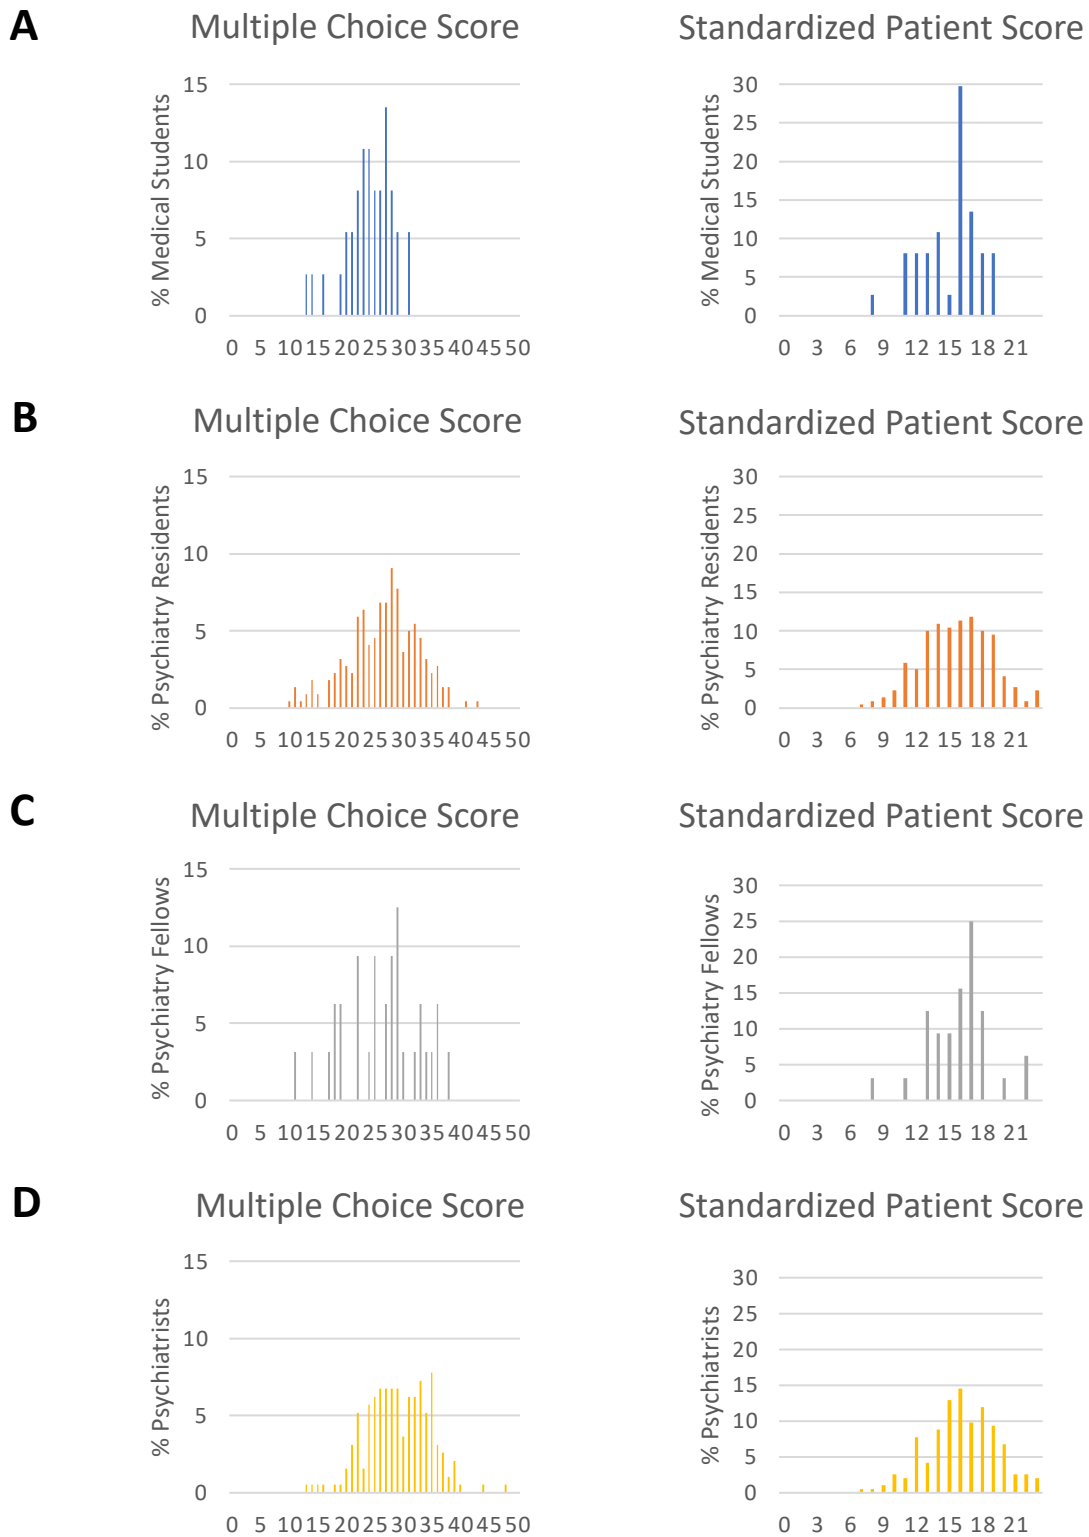 A
Multiple Choice Score
Standardized Patient Score
% Medical Students
15
10
5
0
0 5 10 15 20 25 30 35 40 45 50
% Medical Students
30
25
20
15
10
5
0
0 3 6 9 12 15 18 21
B
Multiple Choice Score
Standardized Patient Score
% Psychiatry Residents
15
10
5
0
0 5 10 15 20 25 30 35 40 45 50
% Psychiatry Residents
30
25
20
15
10
5
0
0 3 6 9 12 15 18 21
C
Multiple Choice Score
Standardized Patient Score
% Psychiatry Fellows
15
10
5
0
0 5 10 15 20 25 30 35 40 45 50
% Psychiatry Fellows
30
25
20
15
10
5
0
0 3 6 9 12 15 18 21
D
Multiple Choice Score
Standardized Patient Score
% Psychiatrists
15
10
5
0
0 5 10 15 20 25 30 35 40 45 50
% Psychiatrists
30
25
20
15
10
5
0
0 3 6 9 12 15 18 21